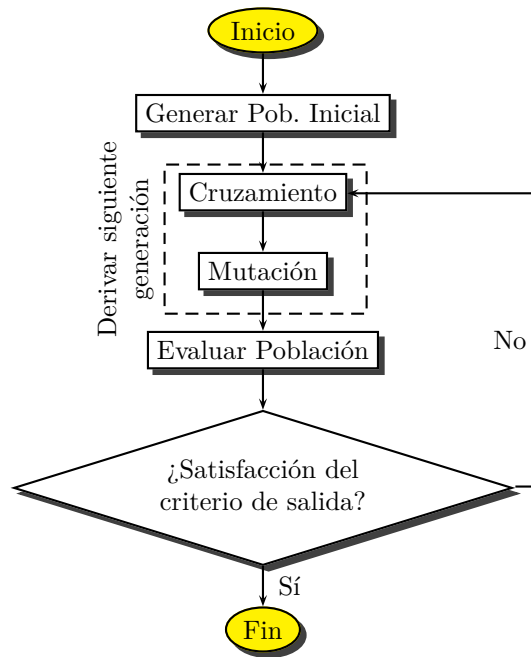 Inicio
Generar Pob. Inicial
Derivar siguiente
generación
Cruzamiento
Mutación
Evaluar Población
No
¿Satisfacción del
criterio de salida?
Sí
Fin